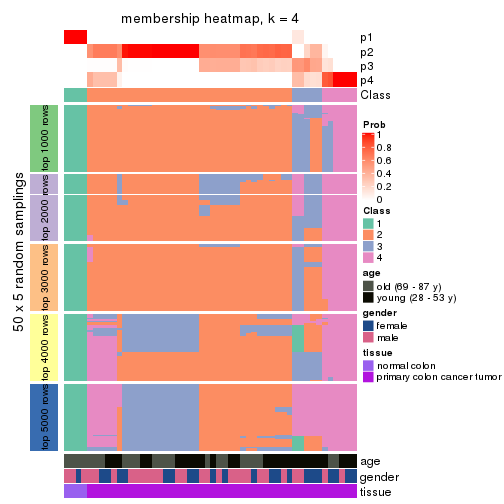 membership heatmap, k = 4
p1
p2
p3
p4
Class
50 x 5 random samplings
top 1000 rows
top 2000 rows
top 3000 rows
top 4000 rows
top 5000 rows
Prob
1
0.8
0.6
0.4
0.2
0
Class
1
2
3
4
age
old (69 - 87 y)
young (28 - 53 y)
gender
female
male
tissue
normal colon
primary colon cancer tumor
age
gender
tissue